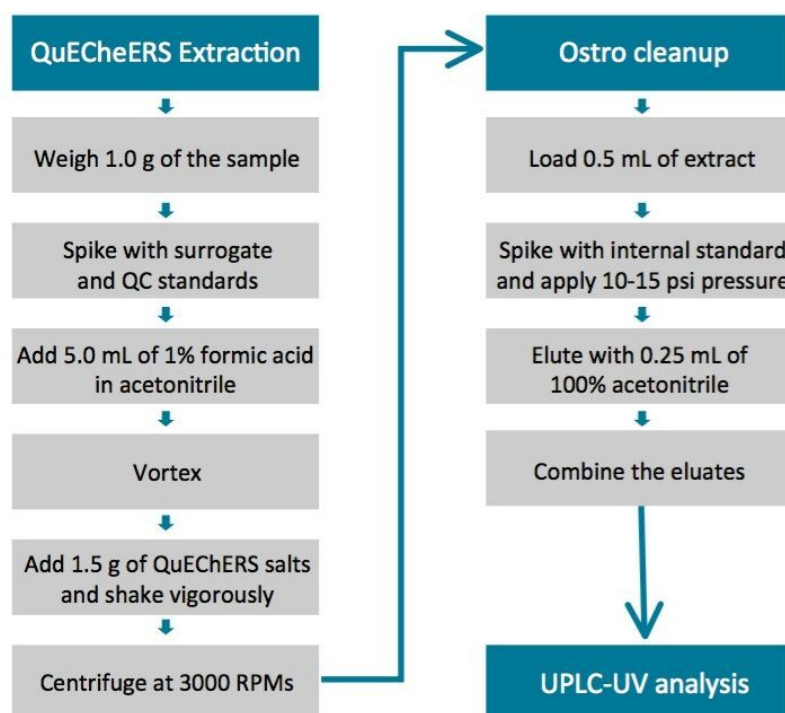 QuECheERS Extraction
Weigh 1.0 g of the sample
Spike with surrogate
and QC standards
Add 5.0 mL of 1% formic acid
in acetonitrile
Vortex
Add 1.5 g of QuEChERS salts
and shake vigorously
Centrifuge at 3000 RPMs
Ostro cleanup
Load 0.5 mL of extract
Spike with internal standard
and apply 10-15 psi pressure
Elute with 0.25 mL of
100% acetonitrile
Combine the eluates
UPLC-UV analysis